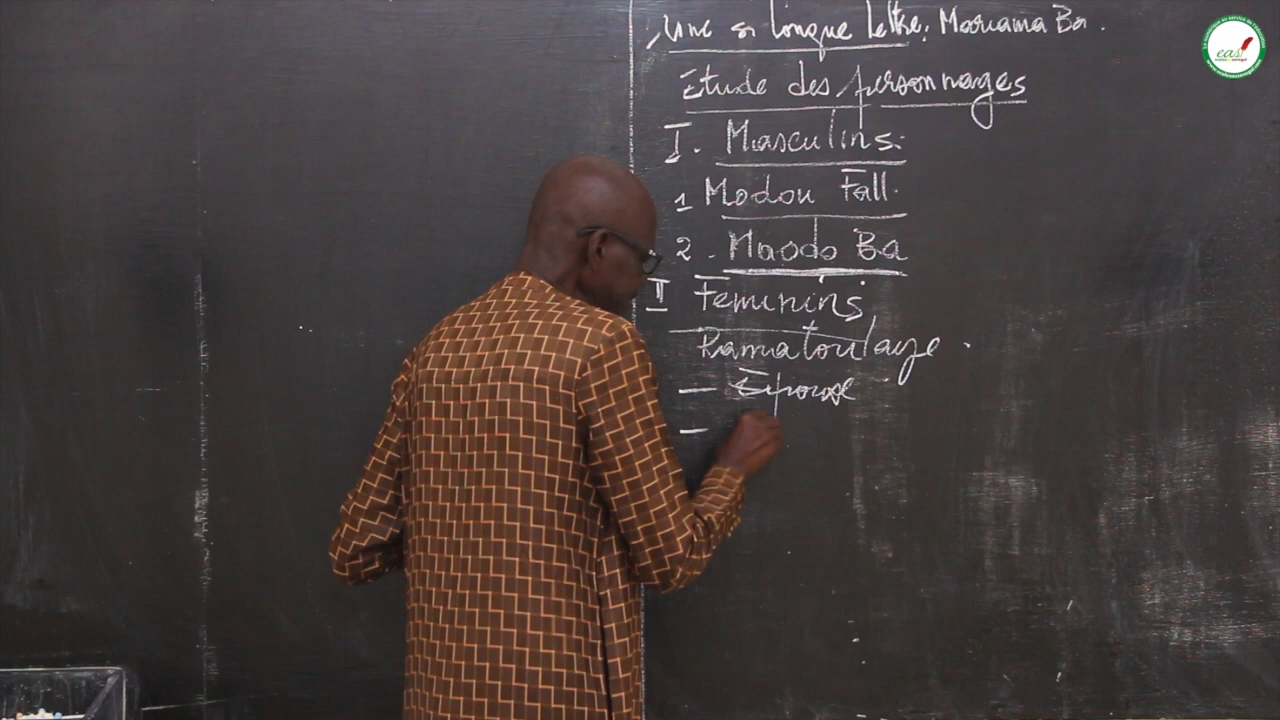 Une si longue lettre, Mariama Ba.
Etude des personnages
I. Masculins.
1 Modou Fall.
2. Maodo Ba
II Feminins
Ramatoulaye.
- Epouse
-
eas